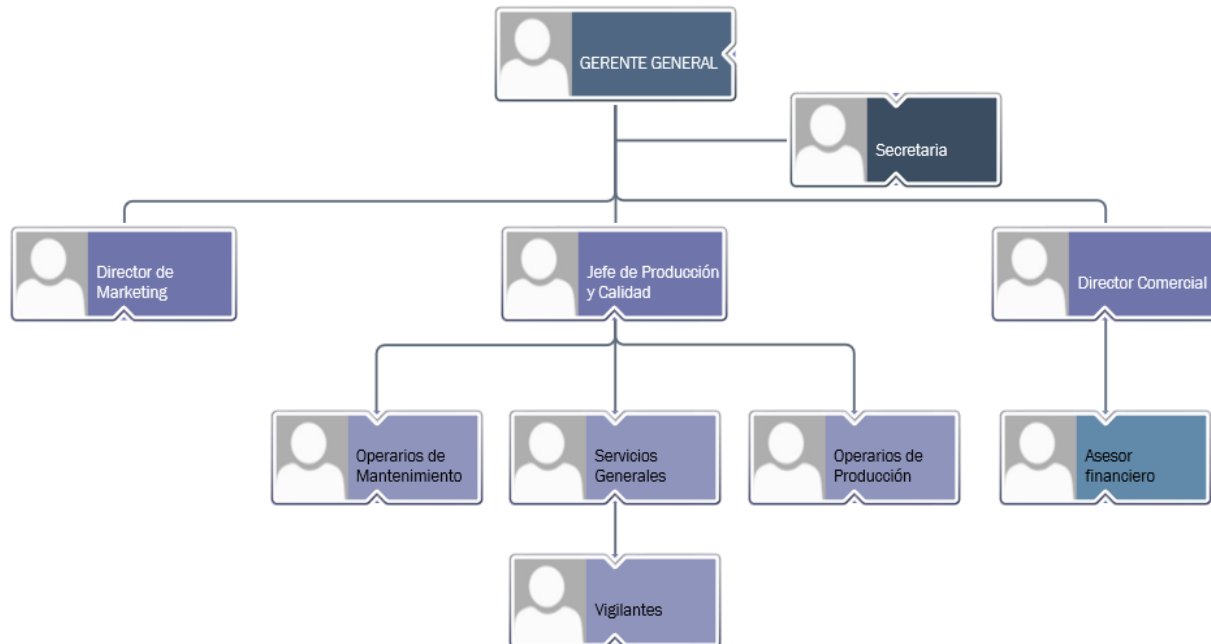 GERENTE GENERAL
Secretaria
Director de
Marketing
Jefe de Producción
y Calidad
Director Comercial
Operarios de
Mantenimiento
Servicios
Generales
Operarios de
Producción
Asesor
financiero
Vigilantes